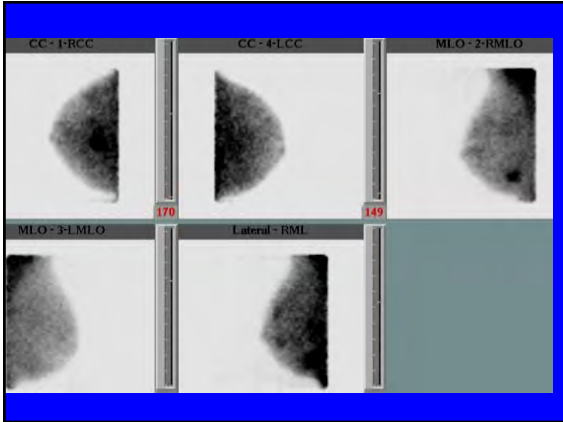 CC - 1-RCC
CC - 4-LCC
MLO - 2-RMLO
170
149
MLO - 3-LMLO
Lateral - RML